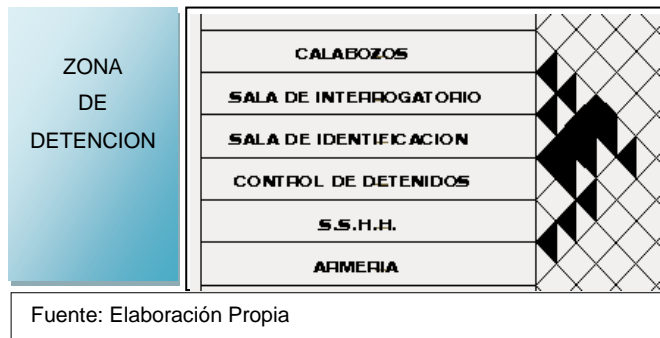 ZONA
DE
DETENCION
CALABOZOS
SALA DE INTERROGATORIO
SALA DE IDENTIFICACION
CONTROL DE DETENIDOS
S.S.H.H.
ARMERIA
Fuente: Elaboración Propia